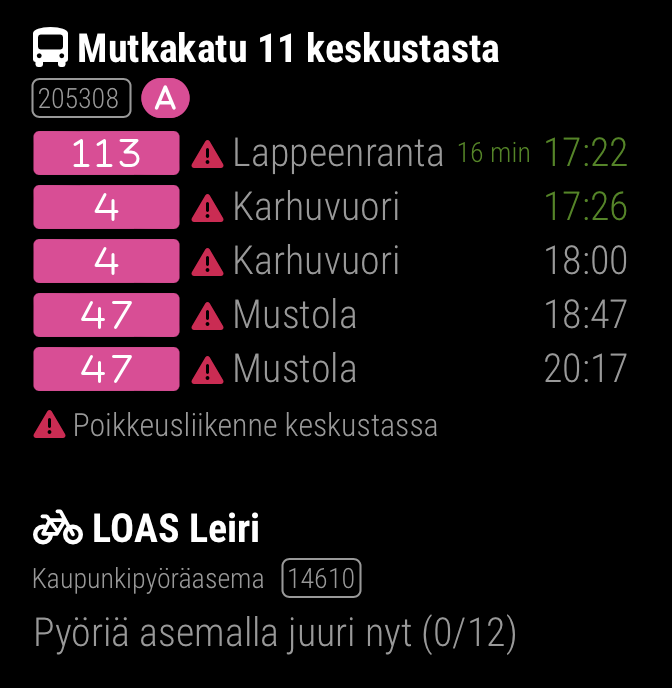 Mutkakatu 11 keskustasta
205308 A
113 Lappeenranta 16 min 17:22
4 Karhuvuori 17:26
4 Karhuvuori 18:00
47 Mustola 18:47
47 Mustola 20:17
Poikkeusliikenne keskustassa
LOAS Leiri
Kaupunkipyöräasema 14610
Pyöriä asemalla juuri nyt (0/12)